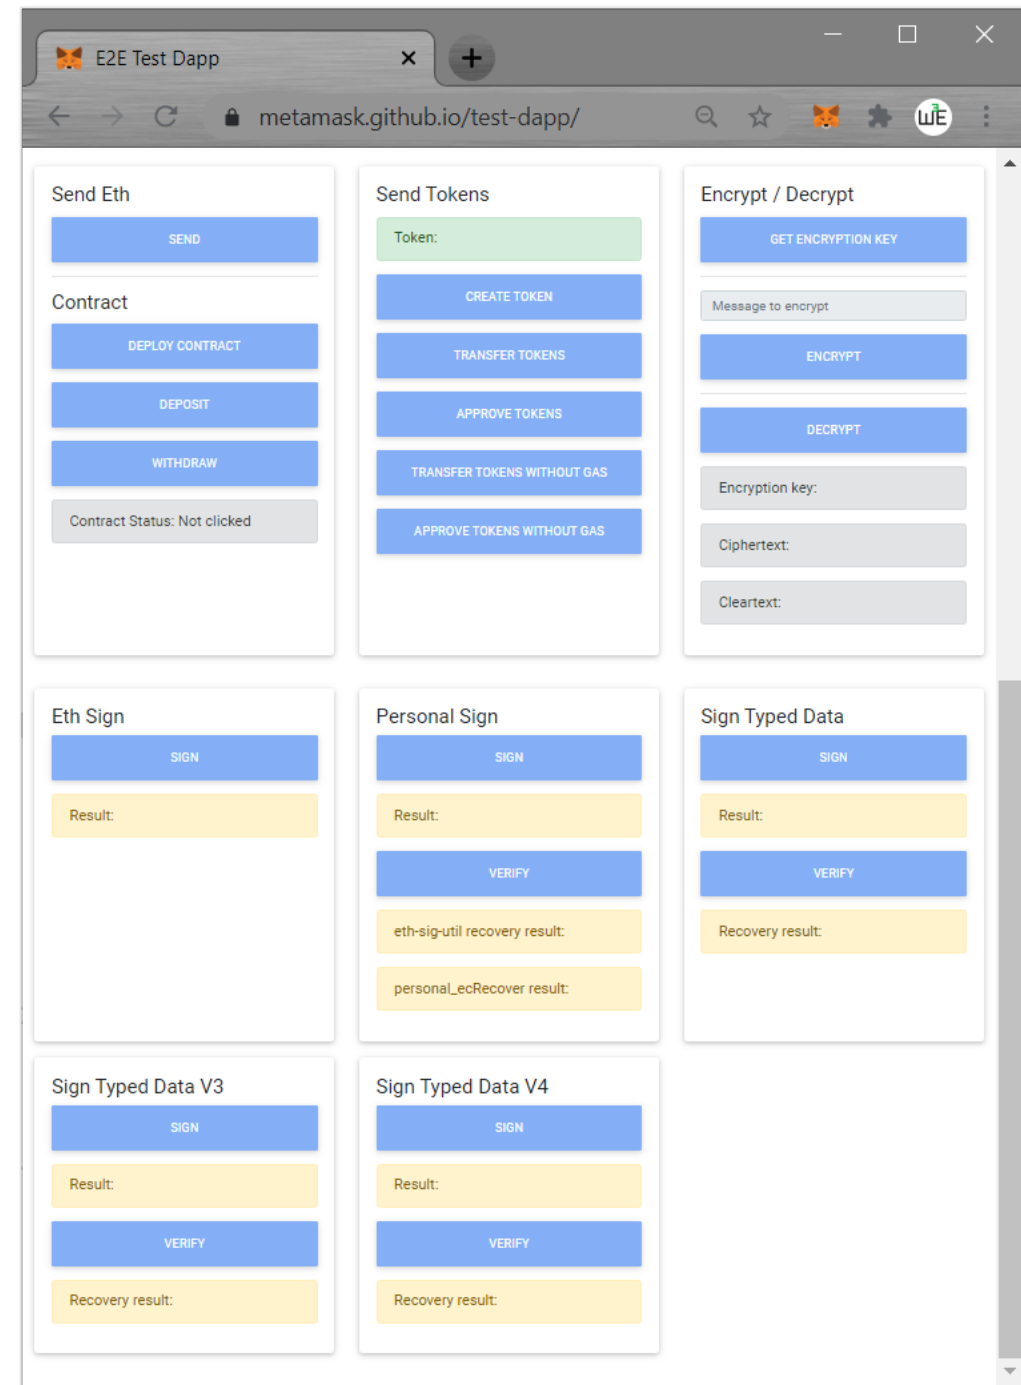 E2E Test Dapp
metamask.github.io/test-dapp/
Send Eth
SEND
Contract
DEPLOY CONTRACT
DEPOSIT
WITHDRAW
Contract Status: Not clicked
Send Tokens
Token:
CREATE TOKEN
TRANSFER TOKENS
APPROVE TOKENS
TRANSFER TOKENS WITHOUT GAS
APPROVE TOKENS WITHOUT GAS
Encrypt / Decrypt
GET ENCRYPTION KEY
Message to encrypt
ENCRYPT
DECRYPT
Encryption key:
Ciphertext:
Cleartext:
Eth Sign
SIGN
Result:
Personal Sign
SIGN
Result:
VERIFY
eth-sig-util recovery result:
personal_ecRecover result:
Sign Typed Data
SIGN
Result:
VERIFY
Recovery result:
Sign Typed Data V3
SIGN
Result:
VERIFY
Recovery result:
Sign Typed Data V4
SIGN
Result:
VERIFY
Recovery result: